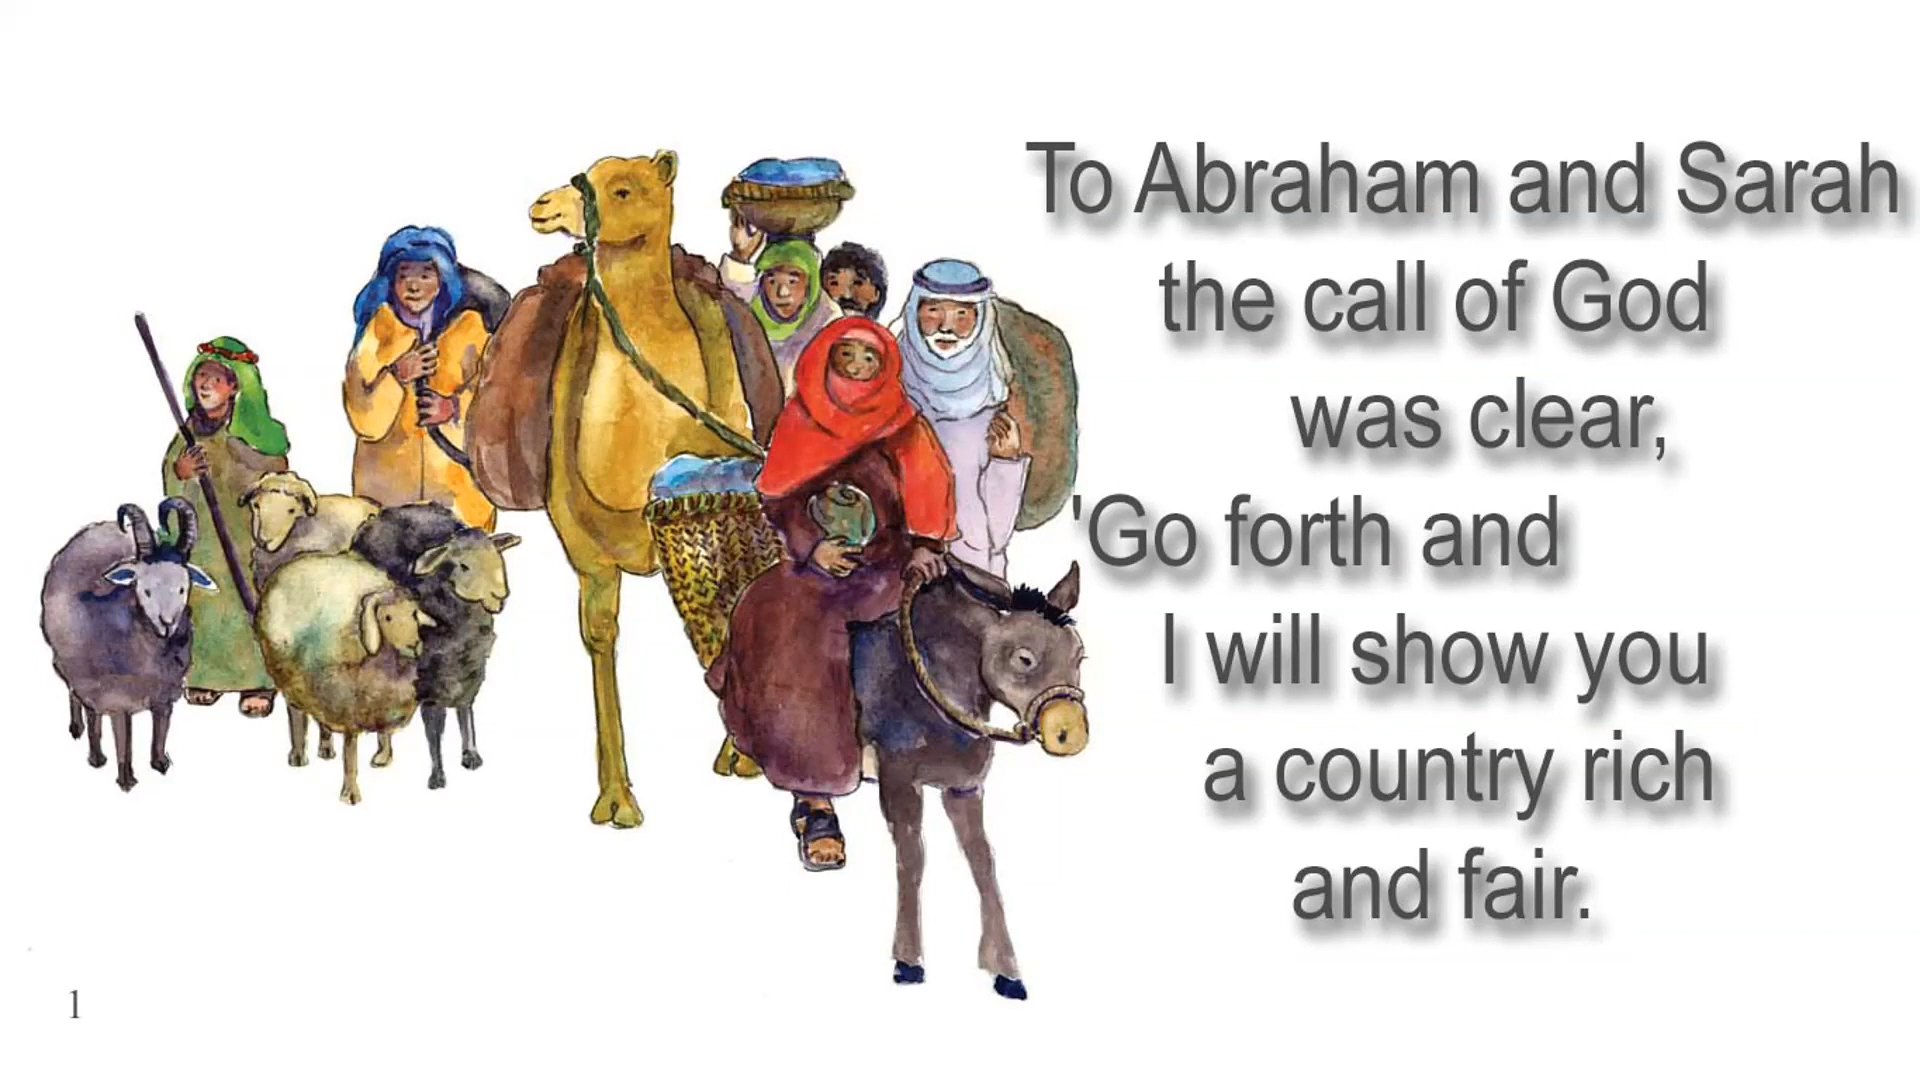 To Abraham and Sarah
the call of God
was clear,
'Go forth and
I will show you
a country rich
and fair.
1